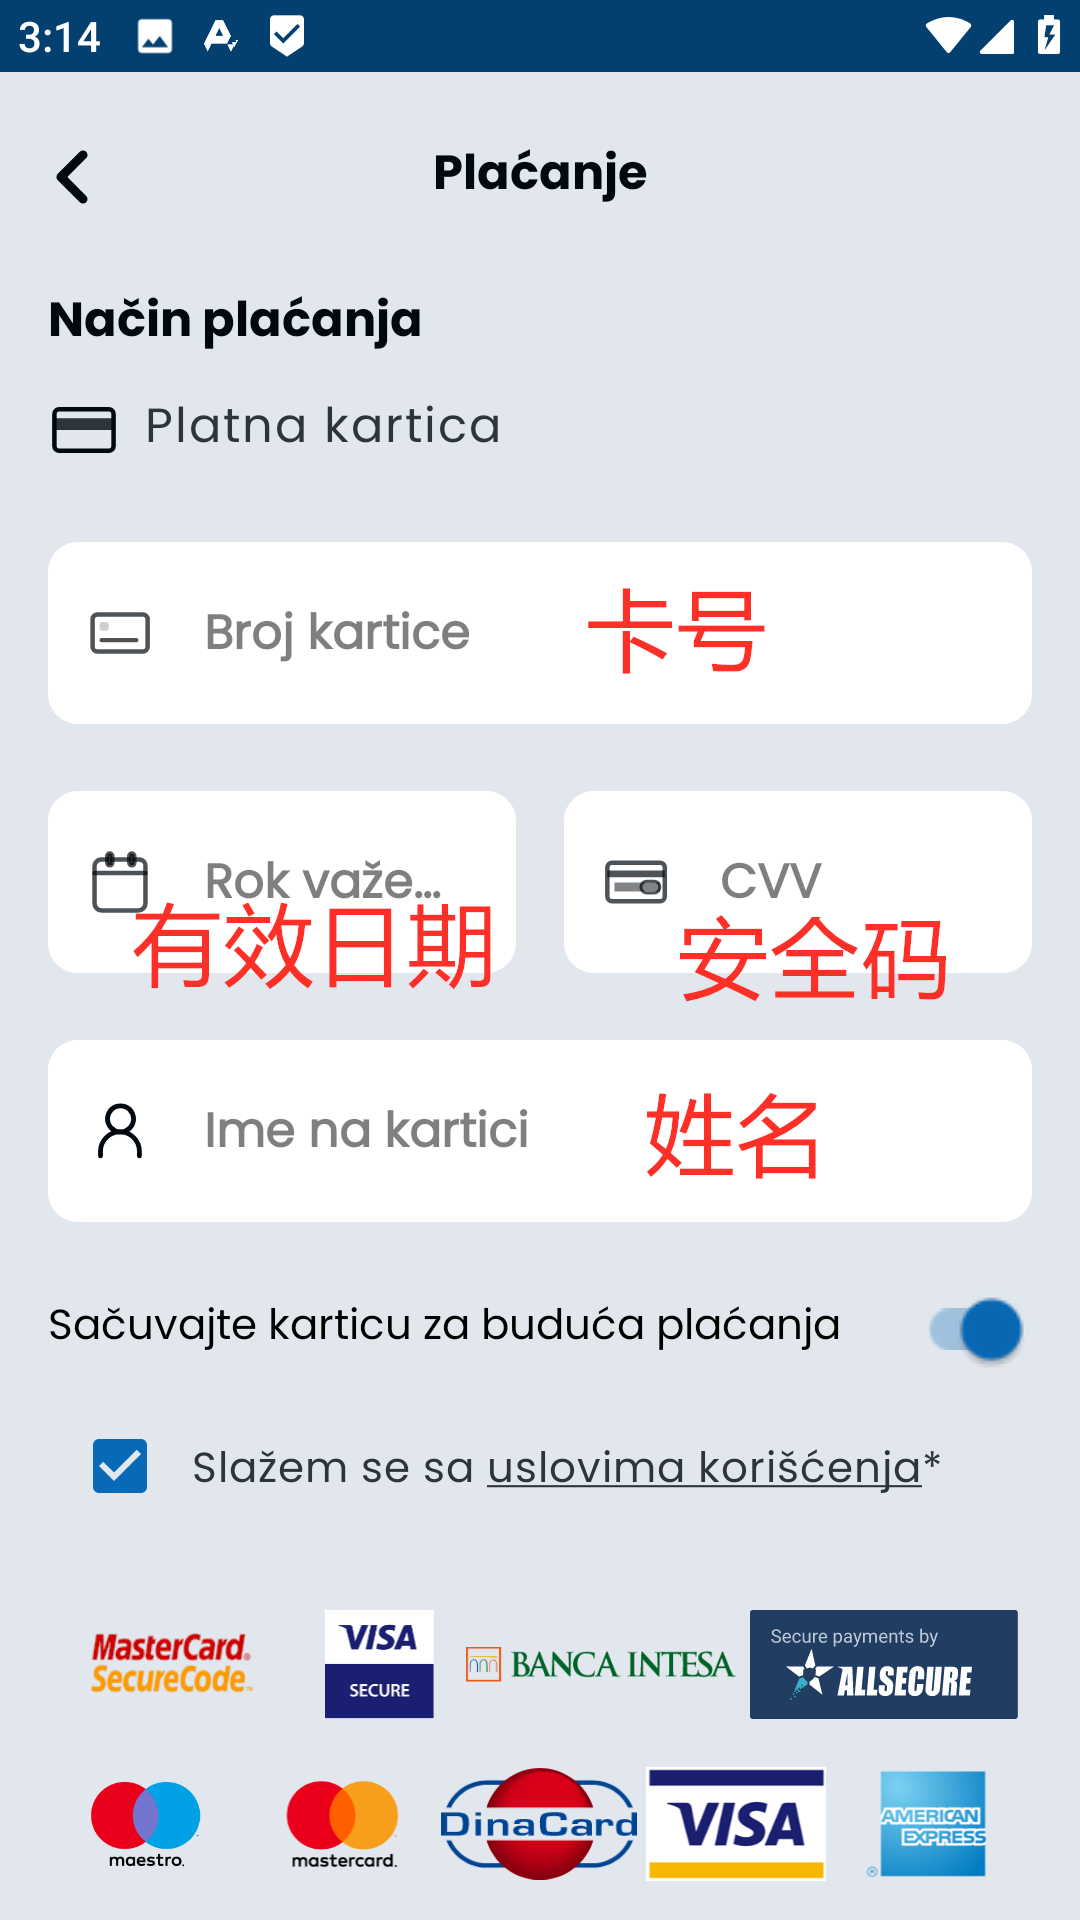 3:14
Plaćanje
Način plaćanja
Platna kartica
Broj kartice 卡号
Rok važe... CVV
有效日期 安全码
Ime na kartici 姓名
Sačuvajte karticu za buduća plaćanja
Slažem se sa uslovima korišćenja*
MasterCard. SecureCode.
VISA SECURE
BANCA INTESA
Secure payments by
ALLSECURE
maestro.
mastercard.
DinaCard
VISA
AMERICAN EXPRESS ®